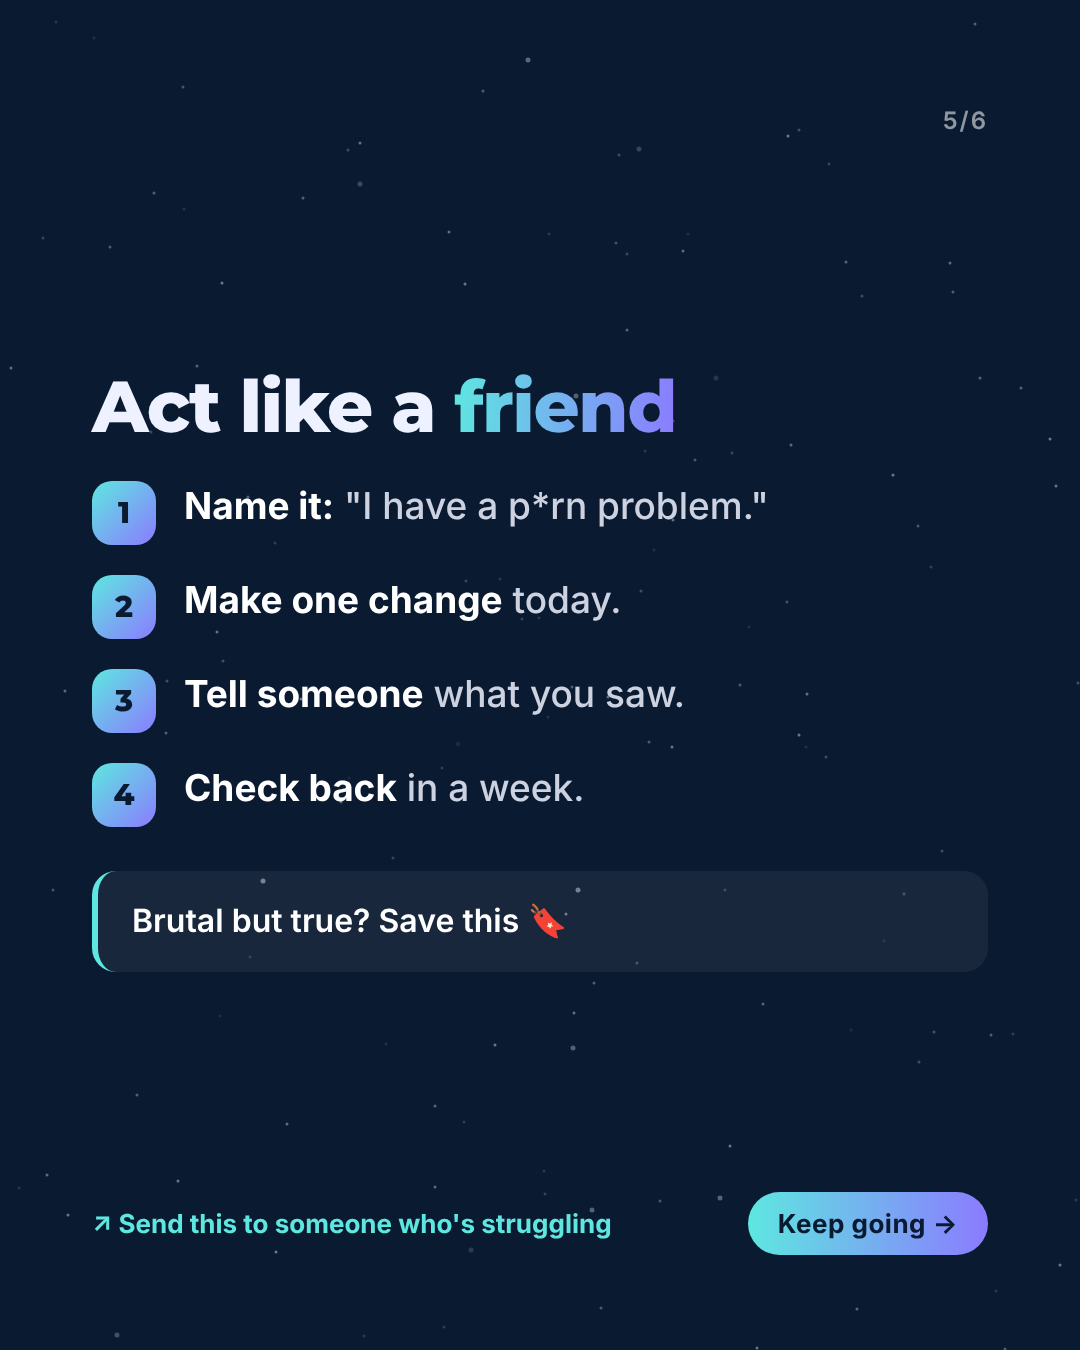 5/6
Act like a friend
1 Name it: "I have a p*rn problem."
2 Make one change today.
3 Tell someone what you saw.
4 Check back in a week.
Brutal but true? Save this 🔖
↗ Send this to someone who's struggling
Keep going →